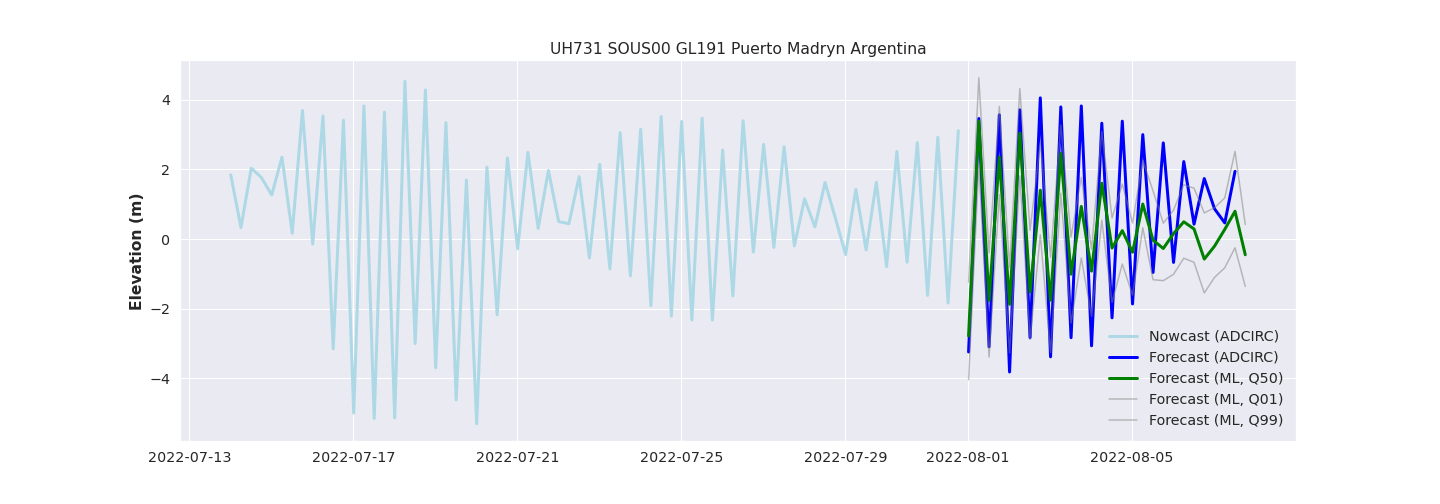 UH731 SOUS00 GL191 Puerto Madryn Argentina
Elevation (m)
4
2
0
−2
−4
Nowcast (ADCIRC)
Forecast (ADCIRC)
Forecast (ML, Q50)
Forecast (ML, Q01)
Forecast (ML, Q99)
2022-07-13 2022-07-17 2022-07-21 2022-07-25 2022-07-29 2022-08-01 2022-08-05